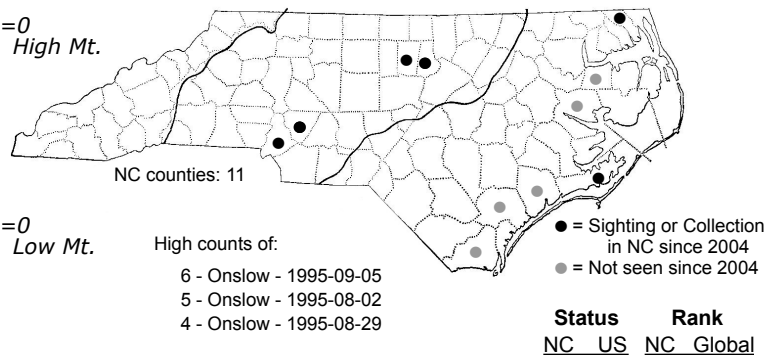 =0
High Mt.
NC counties: 11
=0
Low Mt.
High counts of:
6 - Onslow - 1995-09-05
5 - Onslow - 1995-08-02
4 - Onslow - 1995-08-29
= Sighting or Collection
in NC since 2004
= Not seen since 2004
Status Rank
NC US NC Global